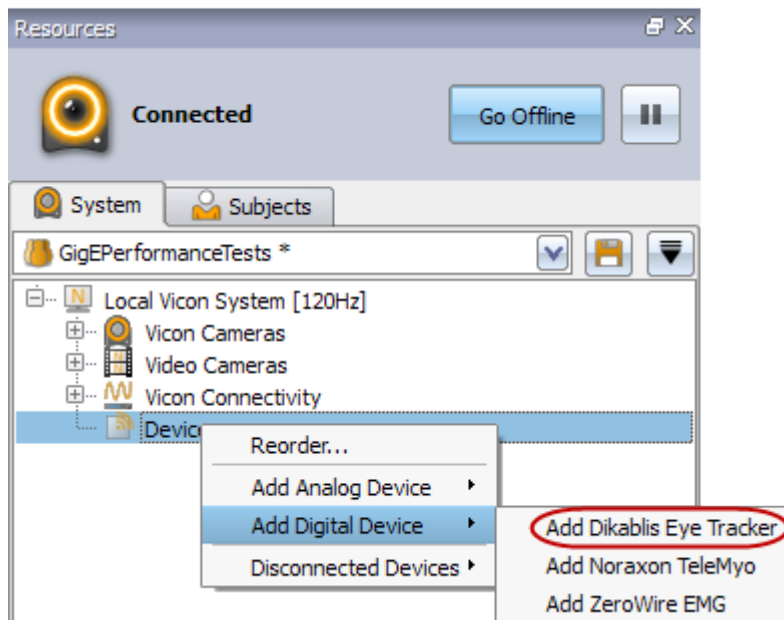 Resources
Connected
Go Offline
System
Subjects
GigEPerformanceTests *
Local Vicon System [120Hz]
Vicon Cameras
Video Cameras
Vicon Connectivity
Device
Reorder...
Add Analog Device
Add Digital Device
Disconnected Devices
Add Dikablis Eye Tracker
Add Noraxon TeleMyo
Add ZeroWire EMG